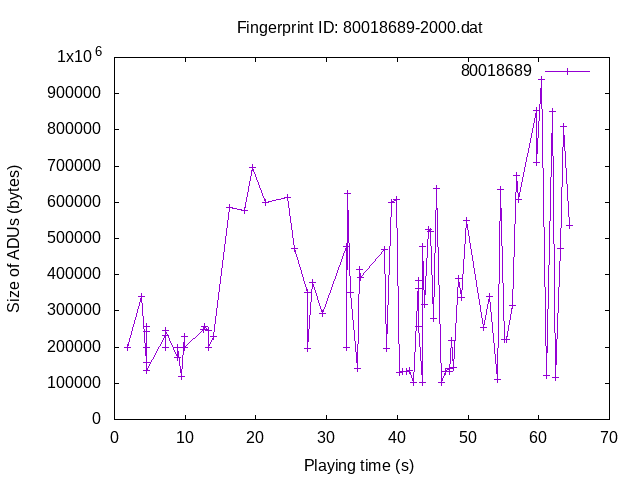 Fingerprint ID: 80018689-2000.dat
1x10^6
900000
800000
700000
600000
500000
400000
300000
200000
100000
0
Size of ADUs (bytes)
80018689
0 10 20 30 40 50 60 70
Playing time (s)